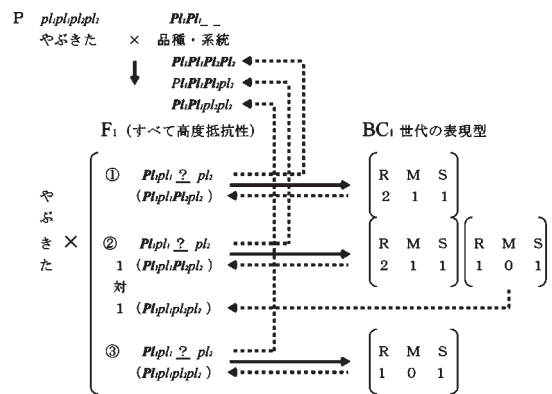 P pl₁pl₁pl₂pl₂ Pl₁Pl₁_ _
やぶきた × 品種・系統
Pl₁Pl₁Pl₂Pl₂
Pl₁Pl₁Pl₂pl₂
Pl₁Pl₁pl₂pl₂
F₁ (すべて高度抵抗性) BC₁ 世代の表現型
やぶきた ×
① Pl₁pl₁ ? pl₂ R M S
(Pl₁pl₁Pl₂pl₂) 2 1 1
② Pl₁pl₁ ? pl₂ R M S R M S
1 (Pl₁pl₁Pl₂pl₂) 2 1 1 1 0 1
対
1 (Pl₁pl₁pl₂pl₂)
③ Pl₁pl₁ ? pl₂ R M S
(Pl₁pl₁pl₂pl₂) 1 0 1